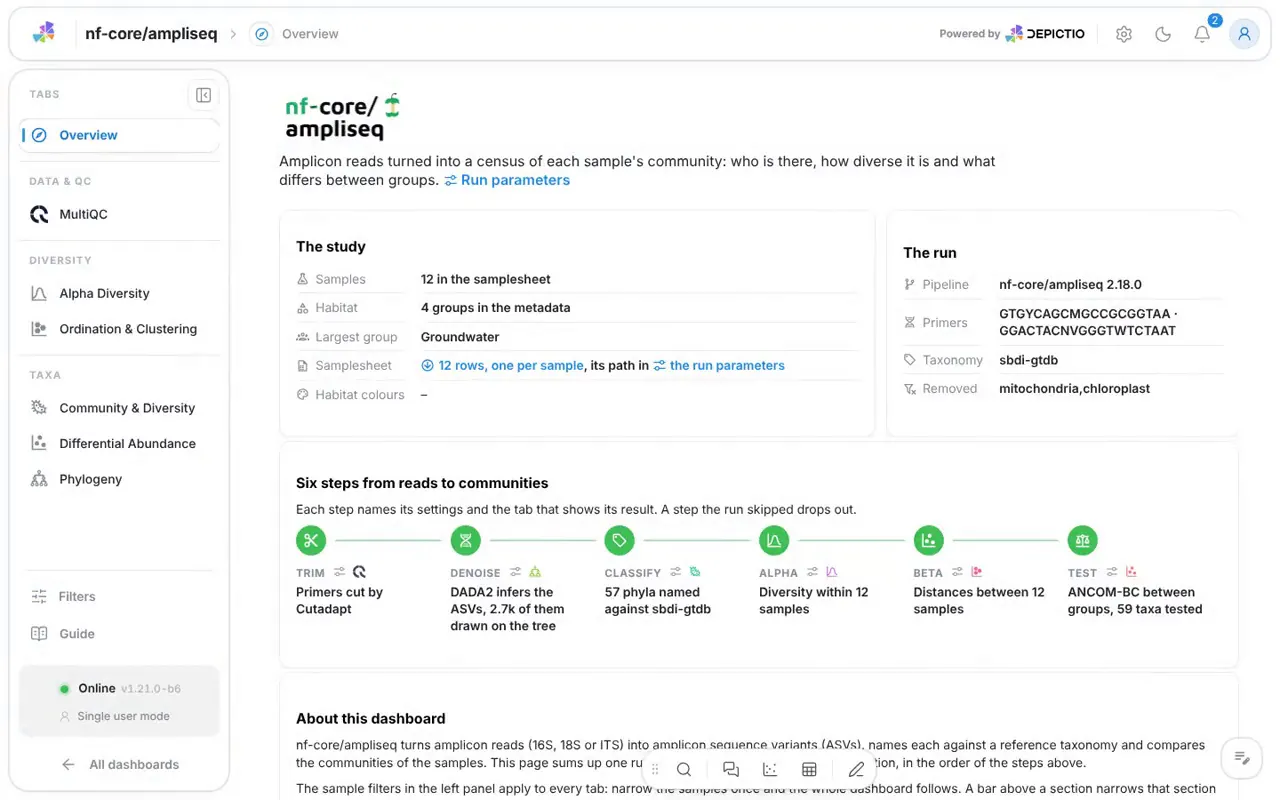 nf-core/ampliseq
Overview
Powered by DEPICTIO
2
TABS
Overview
DATA & QC
MultiQC
DIVERSITY
Alpha Diversity
Ordination & Clustering
TAXA
Community & Diversity
Differential Abundance
Phylogeny
Filters
Guide
Online v1.21.0-b6
Single user mode
All dashboards
nf-core/
ampliseq
Amplicon reads turned into a census of each sample's community: who is there, how diverse it is and what
differs between groups. Run parameters
The study
Samples 12 in the samplesheet
Habitat 4 groups in the metadata
Largest group Groundwater
Samplesheet 12 rows, one per sample, its path in the run parameters
Habitat colours –
The run
Pipeline nf-core/ampliseq 2.18.0
Primers GTGYCAGCMGCCGCGGTAA ·
GGACTACNVGGGTWTCTAAT
Taxonomy sbdi-gtdb
Removed mitochondria,chloroplast
Six steps from reads to communities
Each step names its settings and the tab that shows its result. A step the run skipped drops out.
TRIM
Primers cut by
Cutadapt
DENOISE
DADA2 infers the
ASVs, 2.7k of them
drawn on the tree
CLASSIFY
57 phyla named
against sbdi-gtdb
ALPHA
Diversity within 12
samples
BETA
Distances between 12
samples
TEST
ANCOM-BC between
groups, 59 taxa tested
About this dashboard
nf-core/ampliseq turns amplicon reads (16S, 18S or ITS) into amplicon sequence variants (ASVs), names each against a reference taxonomy and compares
the communities of the samples. This page sums up one ru tion, in the order of the steps above.
The sample filters in the left panel apply to every tab: narrow the samples once and the whole dashboard follows. A bar above a section narrows that section